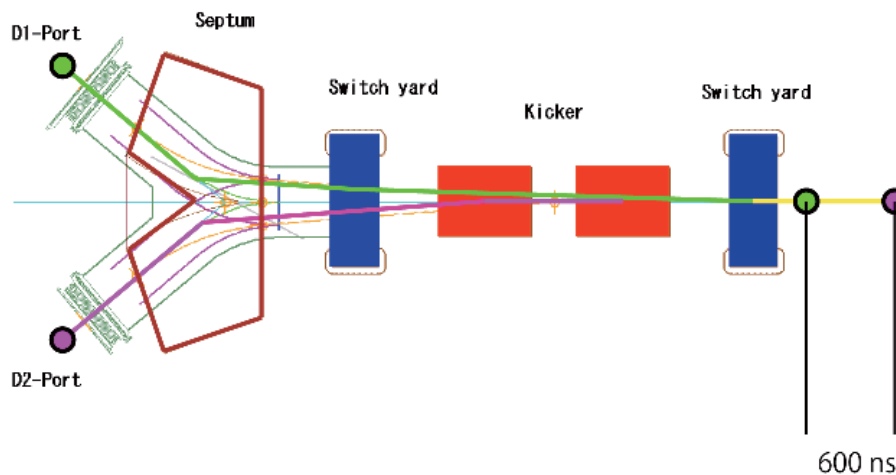 Septum
D1-Port
Switch yard
Switch yard
Kicker
D2-Port
600 ns